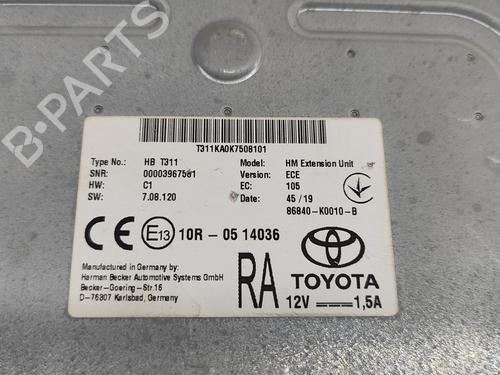 T311KA0K7508101
Type No.: HB T311 Model: HM Extension Unit
SNR: 00003967501 Version: ECE
HW: C1 EC: 105
SW: 7.08.120 Date: 45/19
86840-K0010-B
CE E13 10R-05 14036
Manufactured in Germany by:
Harman Becker Automotive Systems GmbH
Becker-Goering-Str.16
D-76307 Karlsbad, Germany
RA
TOYOTA
12V 1,5A
B-PARTS